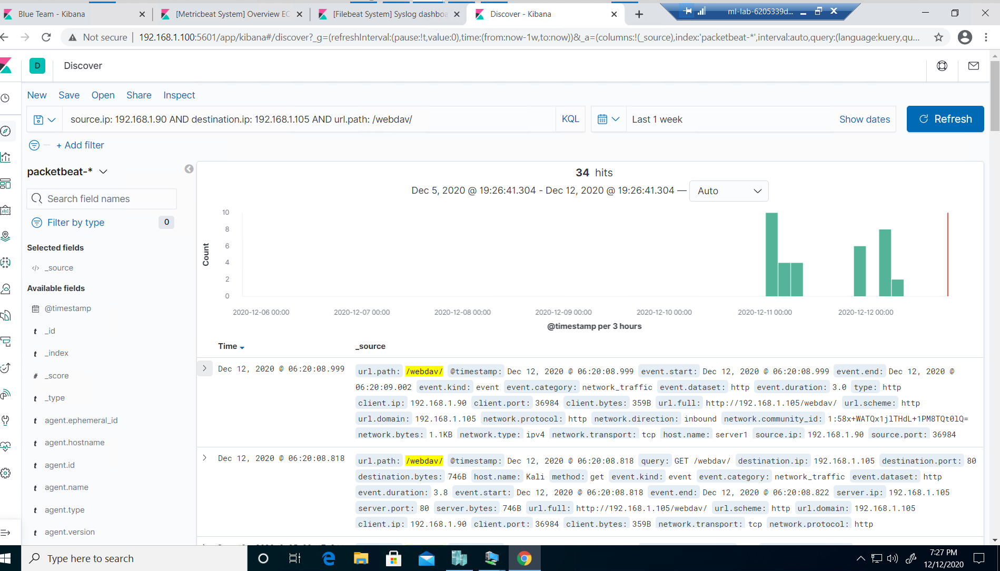 Blue Team - Kibana
[Metricbeat System] Overview EC
[Filebeat System] Syslog dashboa
Discover - Kibana
ml-lab-6205339d...
Not secure
192.168.1.100:5601/app/kibana#/discover?_g=(refreshInterval:(pause:!t,value:0),time:(from:now-1w,to:now))&_a=(columns:!(_source),index:'packetbeat-*',interval:auto,query:(language:kuery,qu...
D
Discover
New Save Open Share Inspect
source.ip: 192.168.1.90 AND destination.ip: 192.168.1.105 AND url.path: /webdav/
KQL
Last 1 week
Show dates
Refresh
+ Add filter
packetbeat-*
Search field names
Filter by type
0
Selected fields
_source
Available fields
@timestamp
t _id
t _index
# _score
t _type
t agent.ephemeral_id
t agent.hostname
t agent.id
t agent.name
t agent.type
t agent.version
34 hits
Dec 5, 2020 @ 19:26:41.304 - Dec 12, 2020 @ 19:26:41.304 —
Auto
10
8
6
4
2
0
Count
2020-12-06 00:00
2020-12-07 00:00
2020-12-08 00:00
2020-12-09 00:00
2020-12-10 00:00
2020-12-11 00:00
2020-12-12 00:00
@timestamp per 3 hours
Time
_source
Dec 12, 2020 @ 06:20:08.999
url.path: /webdav/ @timestamp: Dec 12, 2020 @ 06:20:08.999 event.start: Dec 12, 2020 @ 06:20:08.999 event.end: Dec 12, 2020 @
06:20:09.002 event.kind: event event.category: network_traffic event.dataset: http event.duration: 3.0 type: http
client.ip: 192.168.1.90 client.port: 36984 client.bytes: 359B url.full: http://192.168.1.105/webdav/ url.scheme: http
url.domain: 192.168.1.105 network.protocol: http network.direction: inbound network.community_id: 1:58x+WATQx1jlTHdL+1PM8TQt0lQ=
network.bytes: 1.1KB network.type: ipv4 network.transport: tcp host.name: server1 source.ip: 192.168.1.90 source.port: 36984
Dec 12, 2020 @ 06:20:08.818
url.path: /webdav/ @timestamp: Dec 12, 2020 @ 06:20:08.818 query: GET /webdav/ destination.ip: 192.168.1.105 destination.port: 80
destination.bytes: 746B host.name: Kali method: get event.kind: event event.category: network_traffic event.dataset: http
event.duration: 3.8 event.start: Dec 12, 2020 @ 06:20:08.818 event.end: Dec 12, 2020 @ 06:20:08.822 server.ip: 192.168.1.105
server.port: 80 server.bytes: 746B url.full: http://192.168.1.105/webdav/ url.scheme: http url.domain: 192.168.1.105
client.ip: 192.168.1.90 client.port: 36984 client.bytes: 359B network.transport: tcp network.protocol: http
Type here to search
7:27 PM
12/12/2020